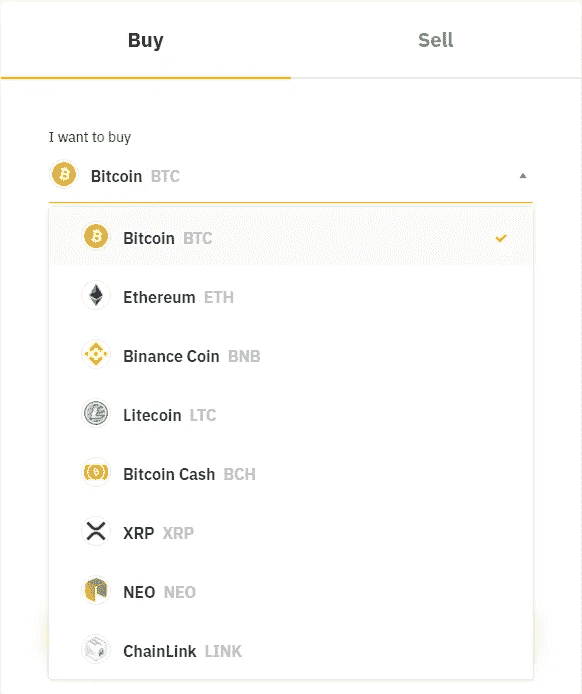 Buy Sell
I want to buy
Bitcoin BTC
Bitcoin BTC
Ethereum ETH
Binance Coin BNB
Litecoin LTC
Bitcoin Cash BCH
XRP XRP
NEO NEO
ChainLink LINK